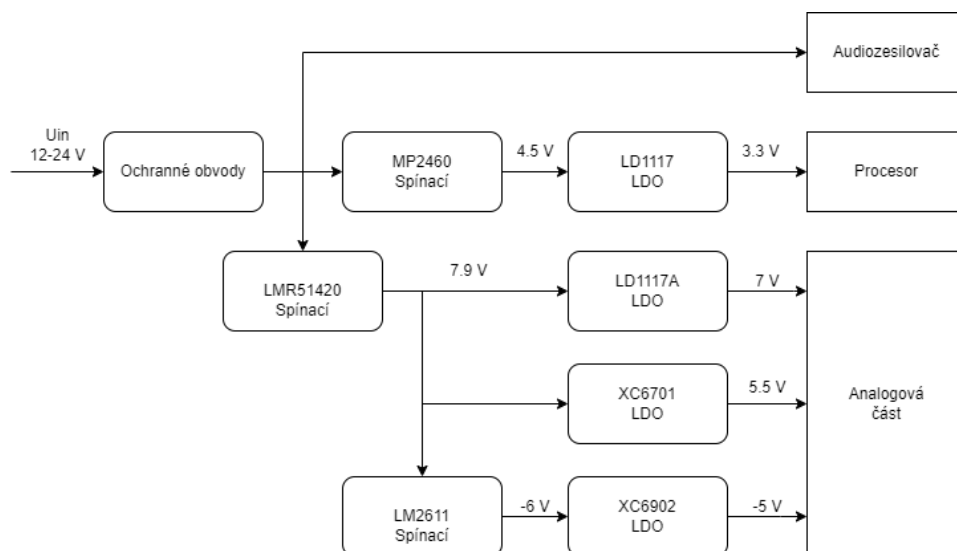 Audiozesilovač
Uin
12-24 V
Ochranné obvody
MP2460
Spínací
4.5 V
LD1117
LDO
3.3 V
Procesor
LMR51420
Spínací
7.9 V
LD1117A
LDO
7 V
XC6701
LDO
5.5 V
Analogová
část
LM2611
Spínací
-6 V
XC6902
LDO
-5 V